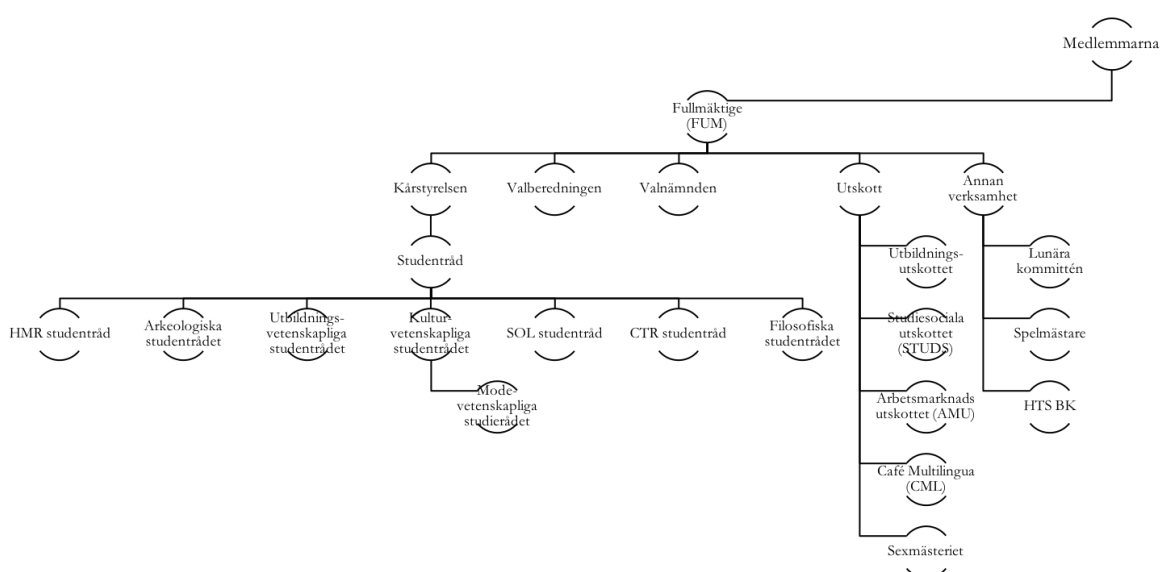 Medlemmarna
Fullmäktige
(FUM)
Kårstyrelsen
Valberedningen
Valnämnden
Utskott
Annan
verksamhet
Studentråd
Utbildnings-
utskottet
Lunära
kommittén
HMR studentråd
Arkeologiska
studentrådet
Utbildnings-
vetenskapliga
studentrådet
Kultur-
vetenskapliga
studentrådet
SOL studentråd
CTR studentråd
Filosofiska
studentrådet
Studiesociala
utskottet
(STUDS)
Spelmästare
Mode-
vetenskapliga
studierådet
Arbetsmarknads
utskottet (AMU)
HTS BK
Café Multilingua
(CML)
Sexmästeriet